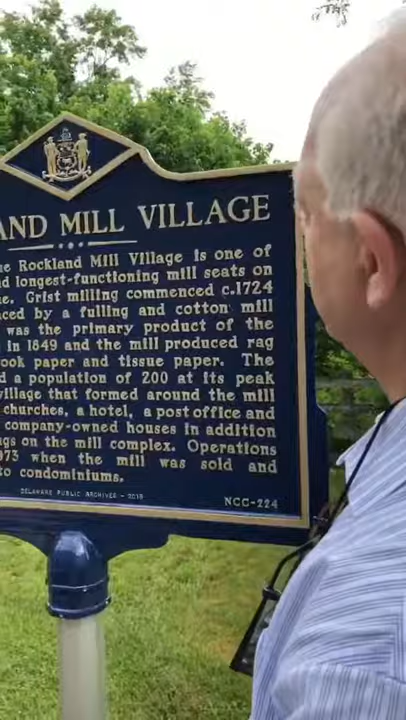 AND MILL VILLAGE
e Rockland Mill Village is one of
d longest-functioning mill seats on
ne. Grist milling commenced c.1724
ced by a fulling and cotton mill
was the primary product of the
in 1849 and the mill produced rag
ook paper and tissue paper. The
d a population of 200 at its peak
village that formed around the mill
churches, a hotel, a post office and
company-owned houses in addition
gs on the mill complex. Operations
973 when the mill was sold and
to condominiums.
DELAWARE PUBLIC ARCHIVES - 2019
NCC-224